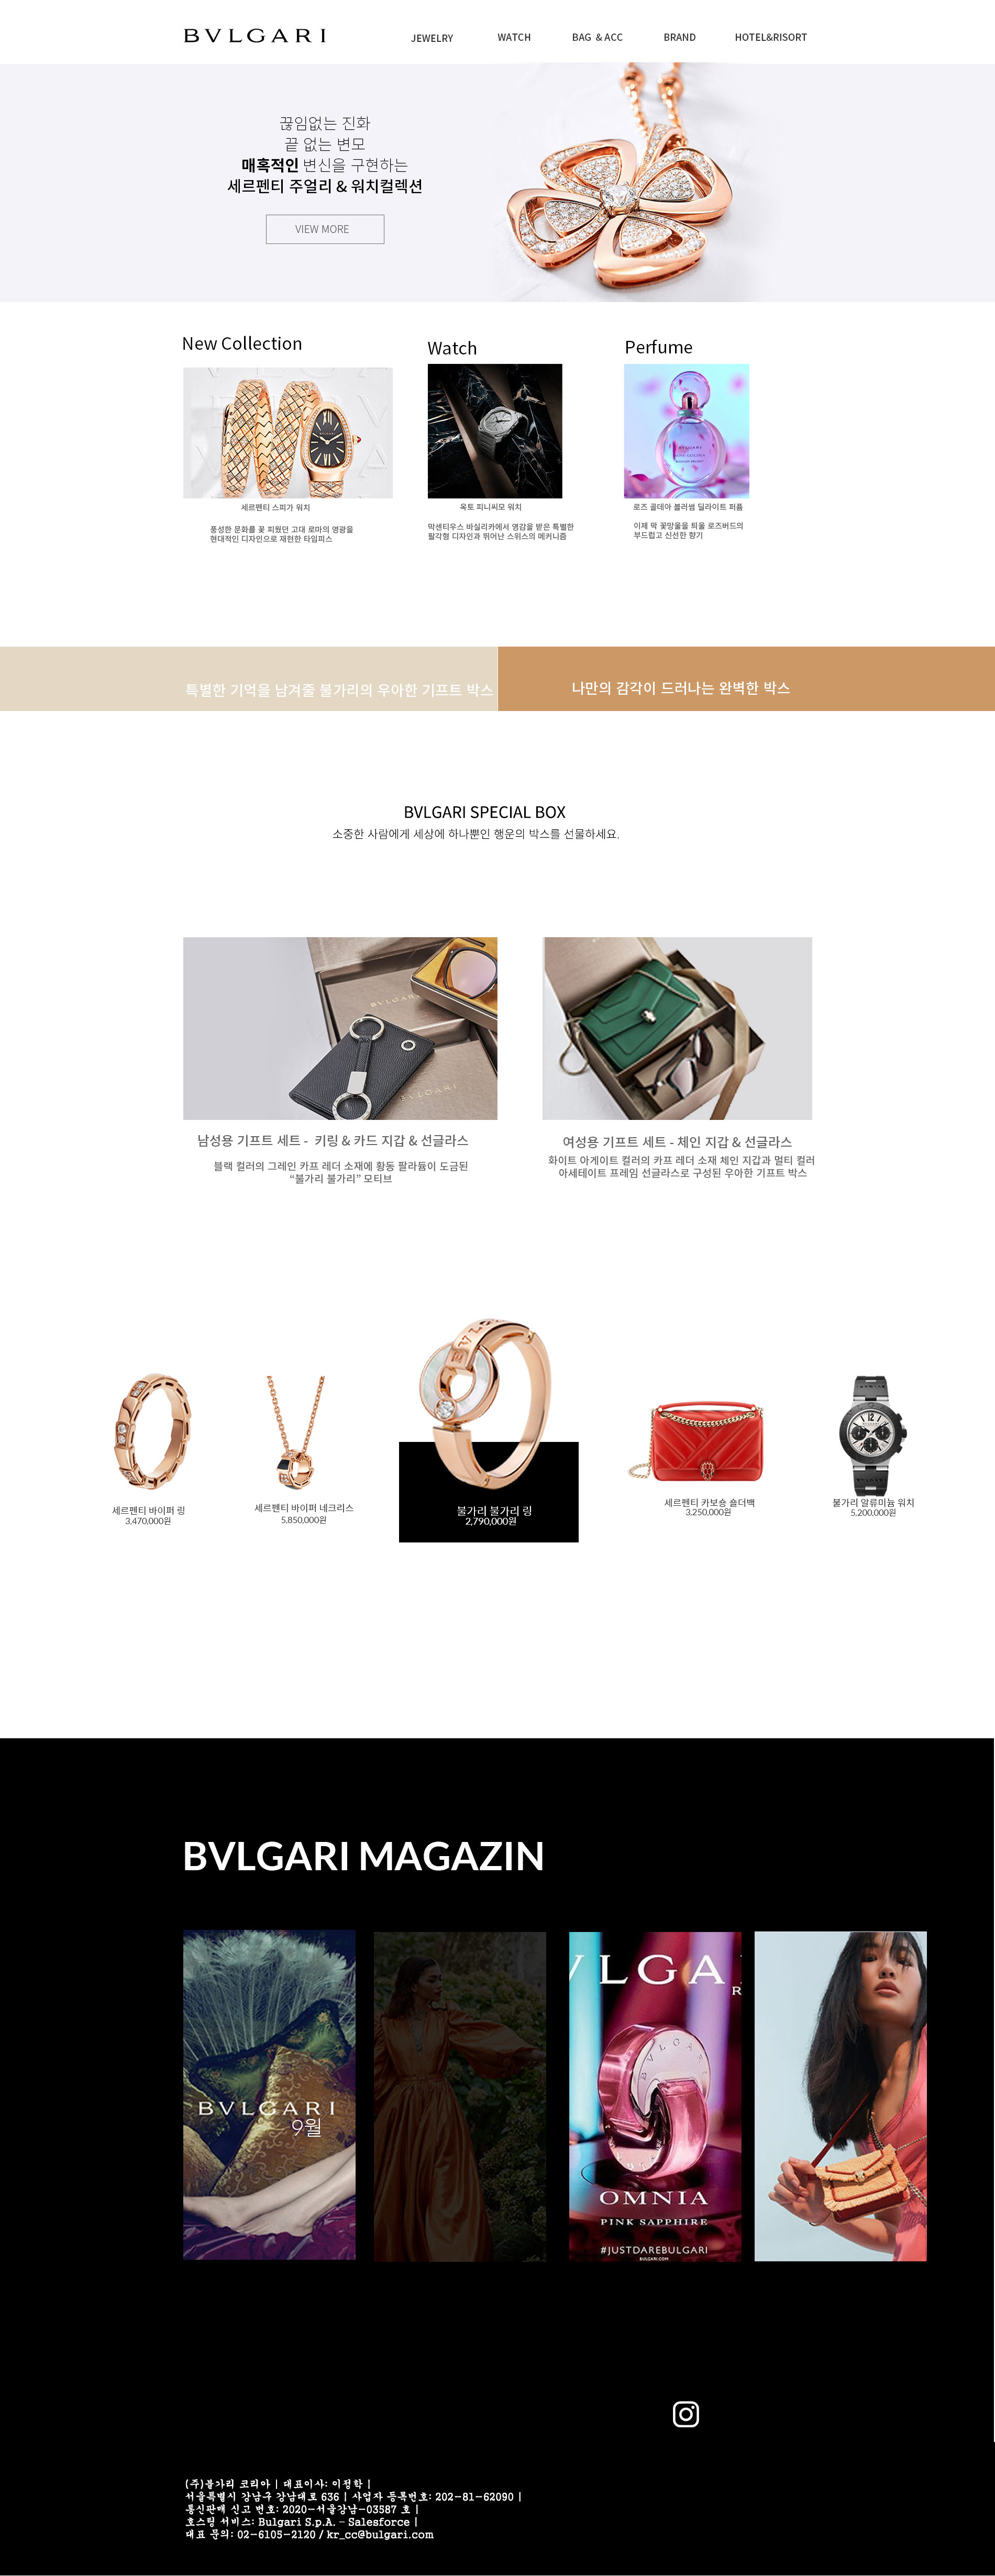 BVLGARI
JEWELRY WATCH BAG & ACC BRAND HOTEL&RISORT
끊임없는 진화
끝 없는 변모
매혹적인 변신을 구현하는
세르펜티 주얼리 & 워치컬렉션
VIEW MORE
New Collection
Watch
Perfume
세르펜티 스피가 워치
풍성한 문화를 꽃 피웠던 고대 로마의 영광을
현대적인 디자인으로 재현한 타임피스
옥토 피니씨모 워치
막센티우스 바실리카에서 영감을 받은 특별한
팔각형 디자인과 뛰어난 스위스의 메커니즘
BVLGARI
로즈 골데아 블러썸 딜라이트 퍼퓸
이제 막 꽃망울을 틔울 로즈버드의
부드럽고 신선한 향기
특별한 기억을 남겨줄 불가리의 우아한 기프트 박스
나만의 감각이 드러나는 완벽한 박스
BVLGARI SPECIAL BOX
소중한 사람에게 세상에 하나뿐인 행운의 박스를 선물하세요.
BVLGARI
BVLGARI
남성용 기프트 세트 - 키링 & 카드 지갑 & 선글라스
블랙 컬러의 그레인 카프 레더 소재에 황동 팔라듐이 도금된
“불가리 불가리” 모티브
여성용 기프트 세트 - 체인 지갑 & 선글라스
화이트 아게이트 컬러의 카프 레더 소재 체인 지갑과 멀티 컬러
아세테이트 프레임 선글라스로 구성된 우아한 기프트 박스
세르펜티 바이퍼 링
3,470,000원
세르펜티 바이퍼 네크리스
5,850,000원
불가리 불가리 링
2,790,000원
세르펜티 카보숑 숄더백
3,250,000원
불가리 알류미늄 워치
5,200,000원
BVLGARI MAGAZIN
BVLGARI
9월
VLGA
R
BVLGARI
OMNIA
PINK SAPPHIRE
#JUSTDAREBULGARI
BULGARI.COM
(주)불가리 코리아 | 대표이사: 이정학 |
서울특별시 강남구 강남대로 636 | 사업자 등록번호: 202-81-62090 |
통신판매 신고 번호: 2020-서울강남-03587 호 |
호스팅 서비스: Bulgari S.p.A. – Salesforce |
대표 문의: 02-6105-2120 / kr_cc@bulgari.com